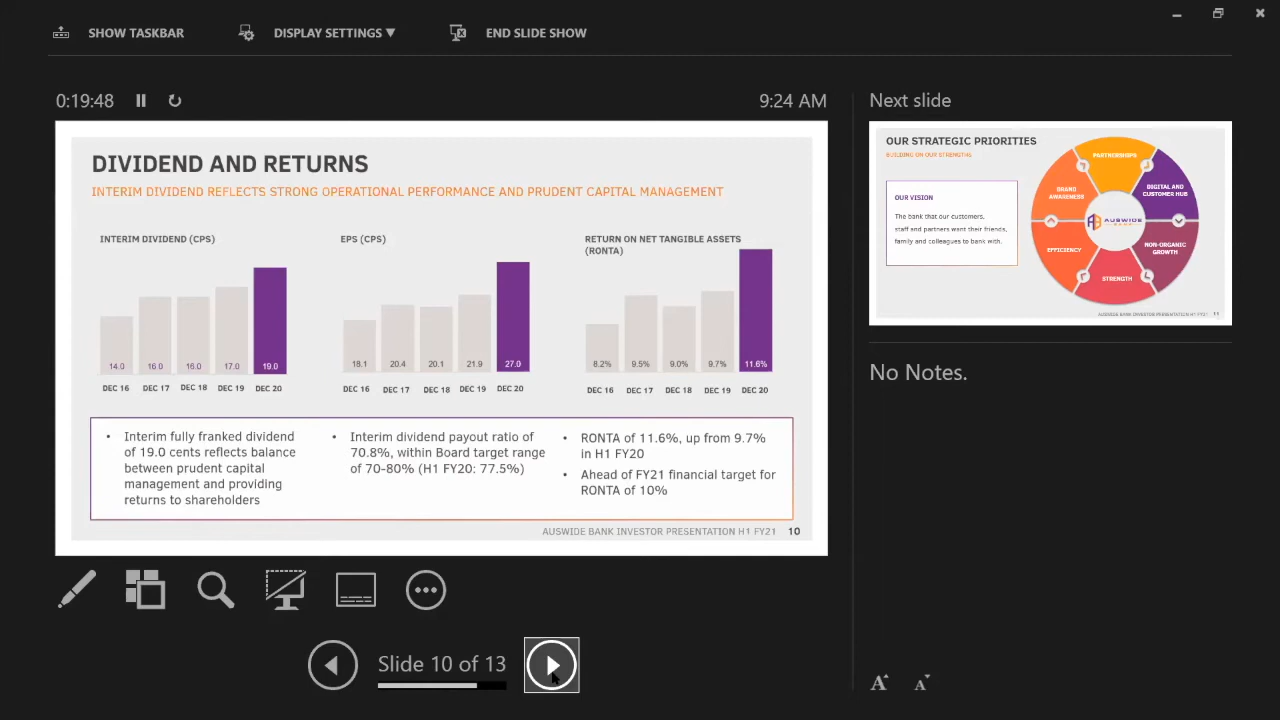 SHOW TASKBAR
DISPLAY SETTINGS ▼
END SLIDE SHOW
0:19:48
9:24 AM
Next slide
DIVIDEND AND RETURNS
INTERIM DIVIDEND REFLECTS STRONG OPERATIONAL PERFORMANCE AND PRUDENT CAPITAL MANAGEMENT
INTERIM DIVIDEND (CPS)
14.0 16.0 16.0 17.0 19.0
DEC 16 DEC 17 DEC 18 DEC 19 DEC 20
EPS (CPS)
18.1 20.4 20.1 21.9 27.0
DEC 16 DEC 17 DEC 18 DEC 19 DEC 20
RETURN ON NET TANGIBLE ASSETS
(RONTA)
8.2% 9.5% 9.0% 9.7% 11.6%
DEC 16 DEC 17 DEC 18 DEC 19 DEC 20
• Interim fully franked dividend
of 19.0 cents reflects balance
between prudent capital
management and providing
returns to shareholders
• Interim dividend payout ratio of
70.8%, within Board target range
of 70-80% (H1 FY20: 77.5%)
• RONTA of 11.6%, up from 9.7%
in H1 FY20
• Ahead of FY21 financial target for
RONTA of 10%
AUSWIDE BANK INVESTOR PRESENTATION H1 FY21 10
OUR STRATEGIC PRIORITIES
BUILDING ON OUR STRENGTHS
OUR VISION
The bank that our customers,
staff and partners want their friends,
family and colleagues to bank with.
PARTNERSHIPS
DIGITAL AND
CUSTOMER HUB
NON-ORGANIC
GROWTH
STRENGTH
EFFICIENCY
BRAND
AWARENESS
AUSWIDE
BANK
AUSWIDE BANK INVESTOR PRESENTATION H1 FY21 11
No Notes.
Slide 10 of 13
A A